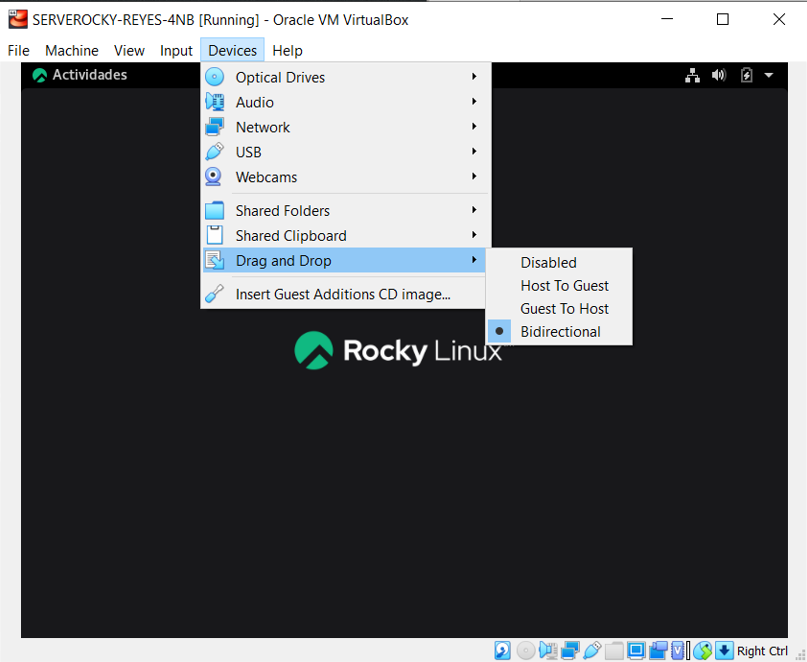 SERVEROCKY-REYES-4NB [Running] - Oracle VM VirtualBox
File Machine View Input Devices Help
Actividades
Optical Drives
Audio
Network
USB
Webcams
Shared Folders
Shared Clipboard
Drag and Drop
Insert Guest Additions CD image...
Disabled
Host To Guest
Guest To Host
Bidirectional
Rocky Linux
Right Ctrl